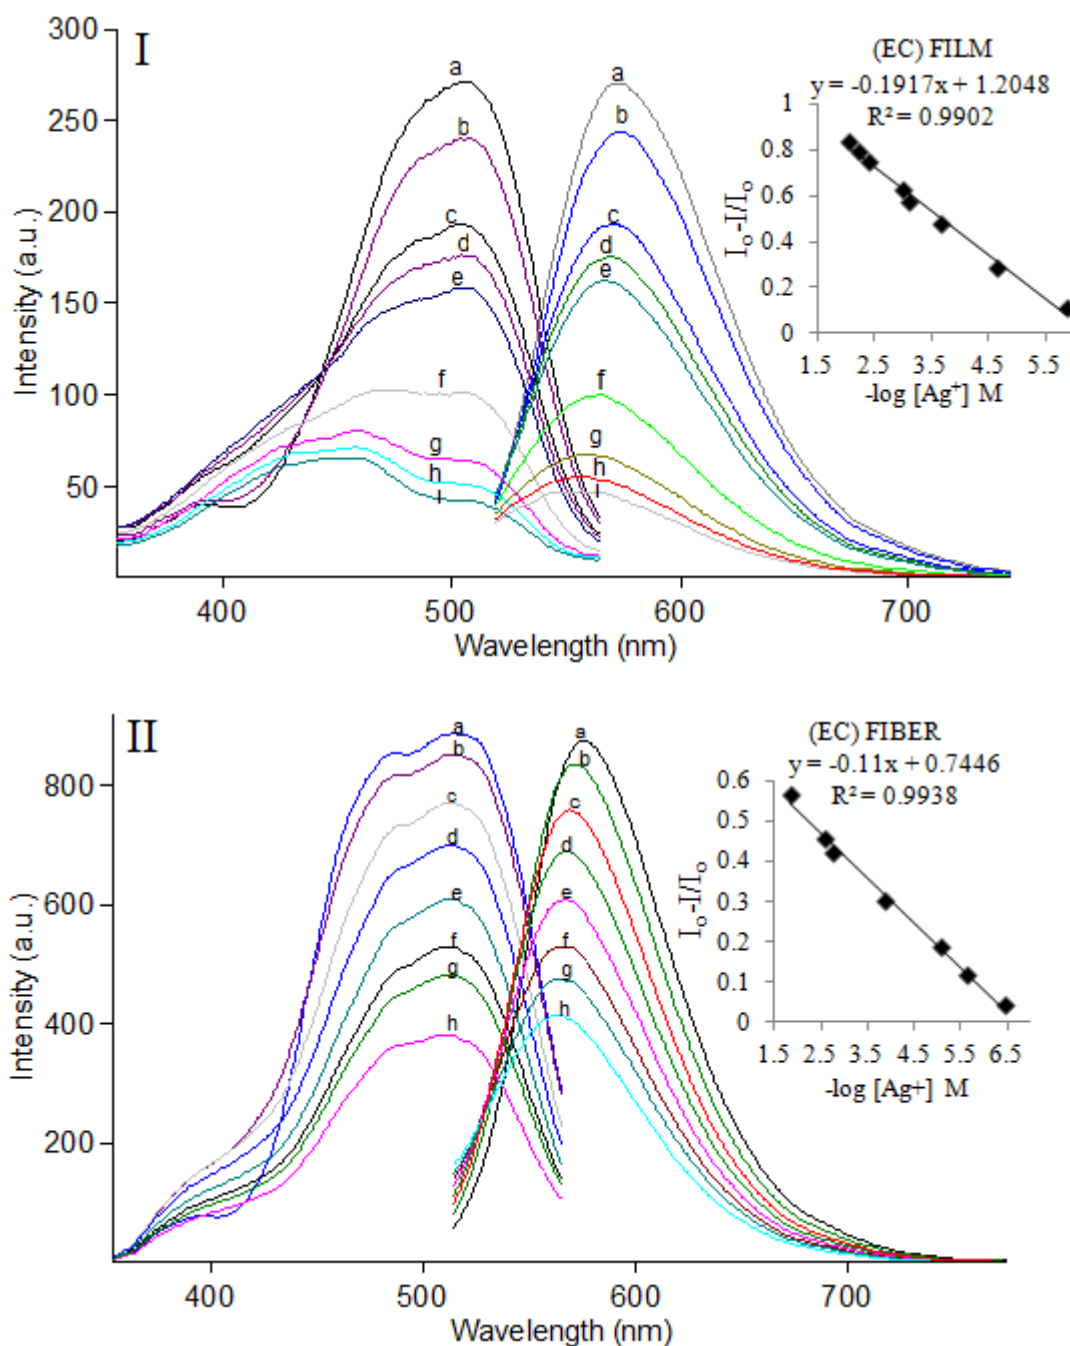 I
300
250
200
150
100
50
Intensity (a.u.)
a
b
c
d
e
f
g
h
i
a
b
c
d
e
f
g
h
i
400 500 600 700
Wavelength (nm)
(EC) FILM
y = -0.1917x + 1.2048
R² = 0.9902
1
0.8
0.6
0.4
0.2
0
Iₒ-I/Iₒ
1.5 2.5 3.5 4.5 5.5
-log [Ag⁺] M
II
800
600
400
200
Intensity (a.u.)
a
b
c
d
e
f
g
h
a
b
c
d
e
f
g
h
400 500 600 700
Wavelength (nm)
(EC) FIBER
y = -0.11x + 0.7446
R² = 0.9938
0.6
0.5
0.4
0.3
0.2
0.1
0
Iₒ-I/Iₒ
1.5 2.5 3.5 4.5 5.5 6.5
-log [Ag+] M